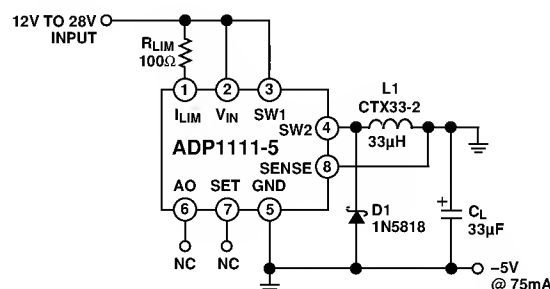 12V TO 28V
INPUT
RLIM
100Ω
1
2
3
ILIM
VIN
SW1
SW2
4
L1
CTX33-2
33µH
ADP1111-5
SENSE
8
AO
SET
GND
6
7
5
NC
NC
D1
1N5818
+
CL
33µF
–5V
@ 75mA